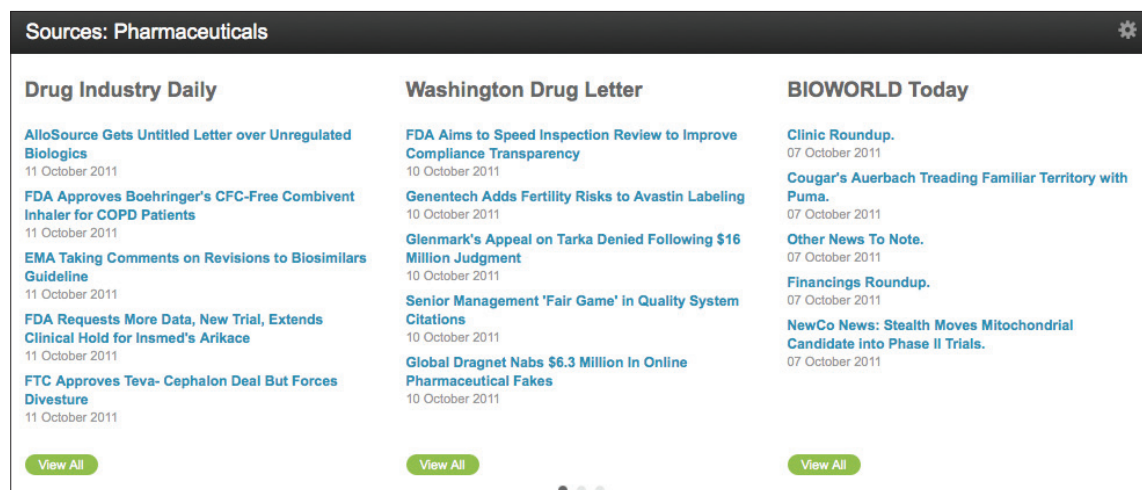 Sources: Pharmaceuticals
Drug Industry Daily
AlloSource Gets Untitled Letter over Unregulated
Biologics
11 October 2011
FDA Approves Boehringer's CFC-Free Combivent
Inhaler for COPD Patients
11 October 2011
EMA Taking Comments on Revisions to Biosimilars
Guideline
11 October 2011
FDA Requests More Data, New Trial, Extends
Clinical Hold for Insmed's Arikace
11 October 2011
FTC Approves Teva- Cephalon Deal But Forces
Divesture
11 October 2011
View All
Washington Drug Letter
FDA Aims to Speed Inspection Review to Improve
Compliance Transparency
10 October 2011
Genentech Adds Fertility Risks to Avastin Labeling
10 October 2011
Glenmark's Appeal on Tarka Denied Following $16
Million Judgment
10 October 2011
Senior Management 'Fair Game' in Quality System
Citations
10 October 2011
Global Dragnet Nabs $6.3 Million In Online
Pharmaceutical Fakes
10 October 2011
View All
BIOWORLD Today
Clinic Roundup.
07 October 2011
Cougar's Auerbach Treading Familiar Territory with
Puma.
07 October 2011
Other News To Note.
07 October 2011
Financings Roundup.
07 October 2011
NewCo News: Stealth Moves Mitochondrial
Candidate into Phase II Trials.
07 October 2011
View All